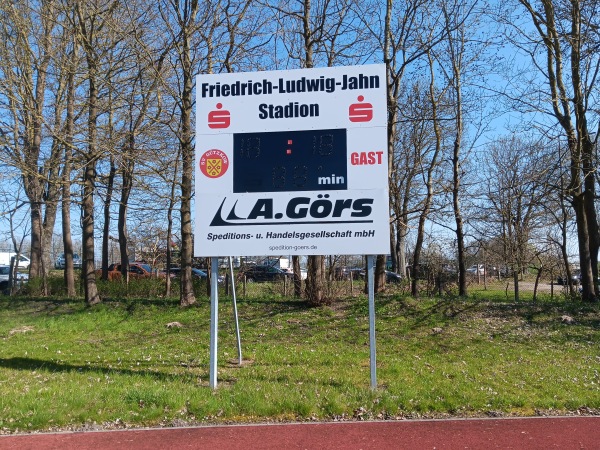 Friedrich-Ludwig-Jahn
Stadion
GAST
min
A.Görs
Speditions- u. Handelsgesellschaft mbH
spedition-goers.de